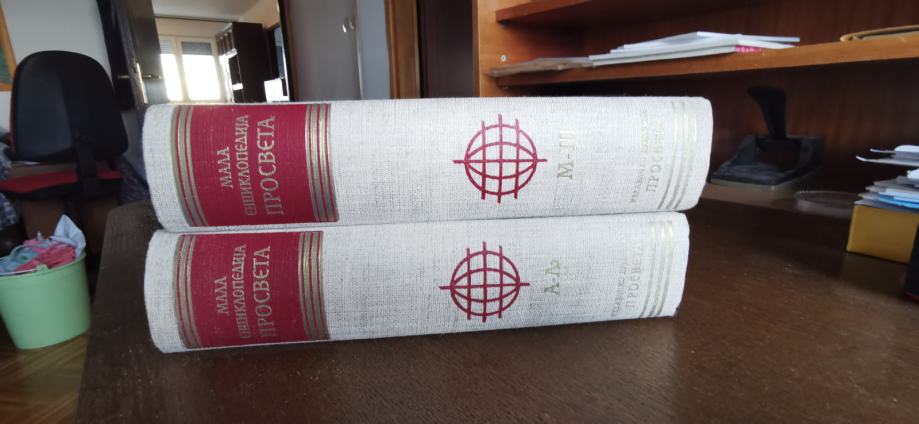 МАЛА
ЕНЦИКЛОПЕДИЈА
ПРОСВЕТА
М-Ш
ПРОСВЕТА
МАЛА
ЕНЦИКЛОПЕДИЈА
ПРОСВЕТА
А-Љ
ПРОСВЕТА